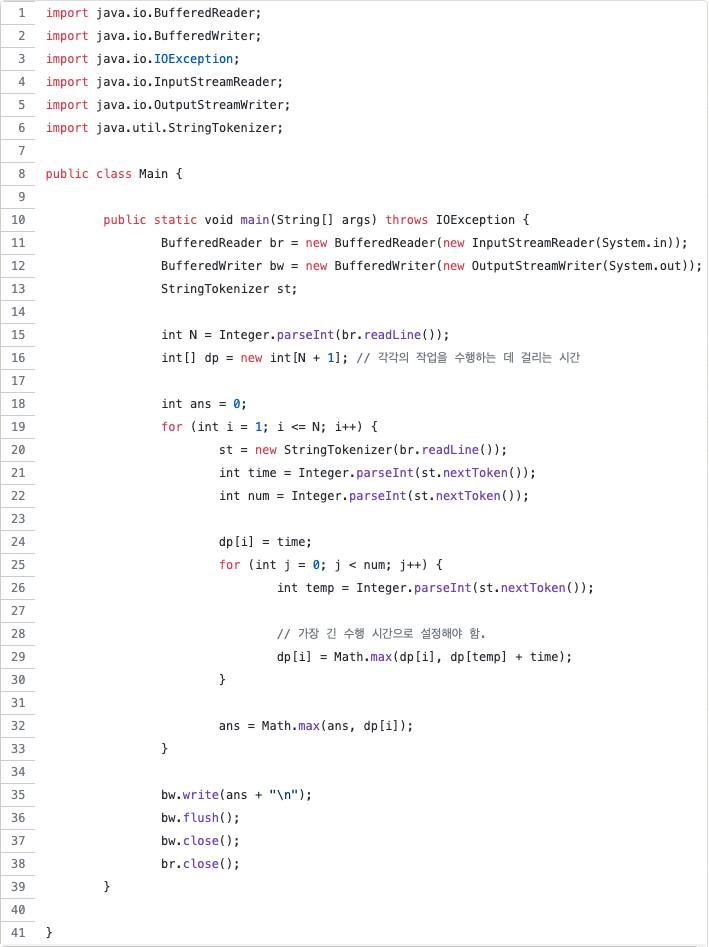 1 import java.io.BufferedReader;
2 import java.io.BufferedWriter;
3 import java.io.IOException;
4 import java.io.InputStreamReader;
5 import java.io.OutputStreamWriter;
6 import java.util.StringTokenizer;
7
8 public class Main {
9
10 public static void main(String[] args) throws IOException {
11 BufferedReader br = new BufferedReader(new InputStreamReader(System.in));
12 BufferedWriter bw = new BufferedWriter(new OutputStreamWriter(System.out));
13 StringTokenizer st;
14
15 int N = Integer.parseInt(br.readLine());
16 int[] dp = new int[N + 1]; // 각각의 작업을 수행하는 데 걸리는 시간
17
18 int ans = 0;
19 for (int i = 1; i <= N; i++) {
20 st = new StringTokenizer(br.readLine());
21 int time = Integer.parseInt(st.nextToken());
22 int num = Integer.parseInt(st.nextToken());
23
24 dp[i] = time;
25 for (int j = 0; j < num; j++) {
26 int temp = Integer.parseInt(st.nextToken());
27
28 // 가장 긴 수행 시간으로 설정해야 함.
29 dp[i] = Math.max(dp[i], dp[temp] + time);
30 }
31
32 ans = Math.max(ans, dp[i]);
33 }
34
35 bw.write(ans + "\n");
36 bw.flush();
37 bw.close();
38 br.close();
39 }
40
41 }